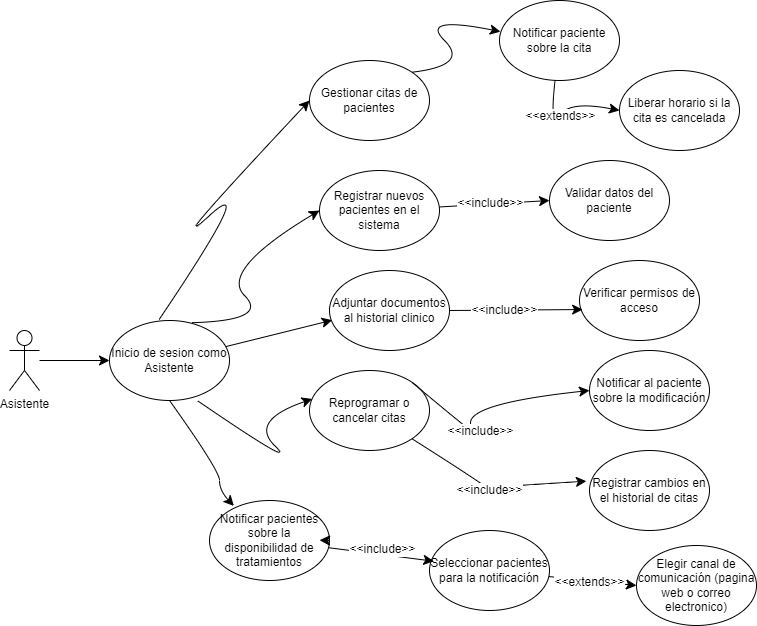 Notificar paciente
sobre la cita
Gestionar citas de
pacientes
<<extends>>
Liberar horario si la
cita es cancelada
Registrar nuevos
pacientes en el
sistema
<<include>>
Validar datos del
paciente
Adjuntar documentos
al historial clinico
<<include>>
Verificar permisos de
acceso
Inicio de sesion como
Asistente
Asistente
Reprogramar o
cancelar citas
<<include>>
Notificar al paciente
sobre la modificación
<<include>>
Registrar cambios en
el historial de citas
Notificar pacientes
sobre la
disponibilidad de
tratamientos
<<include>>
Seleccionar pacientes
para la notificación
<<extends>>
Elegir canal de
comunicación (pagina
web o correo
electronico)